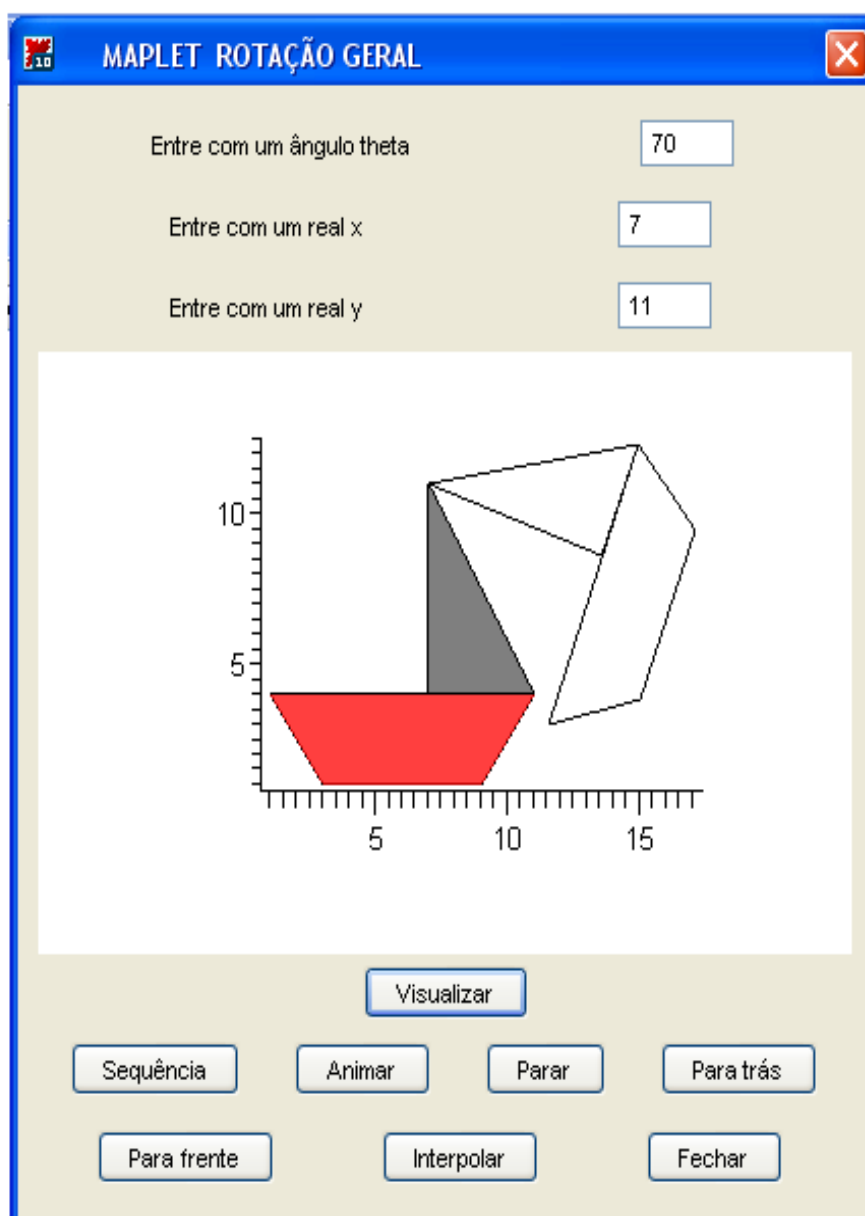 10 MAPLET ROTAÇÃO GERAL
Entre com um ângulo theta 70
Entre com um real x 7
Entre com um real y 11
10
5
5 10 15
Visualizar
Sequência Animar Parar Para trás
Para frente Interpolar Fechar